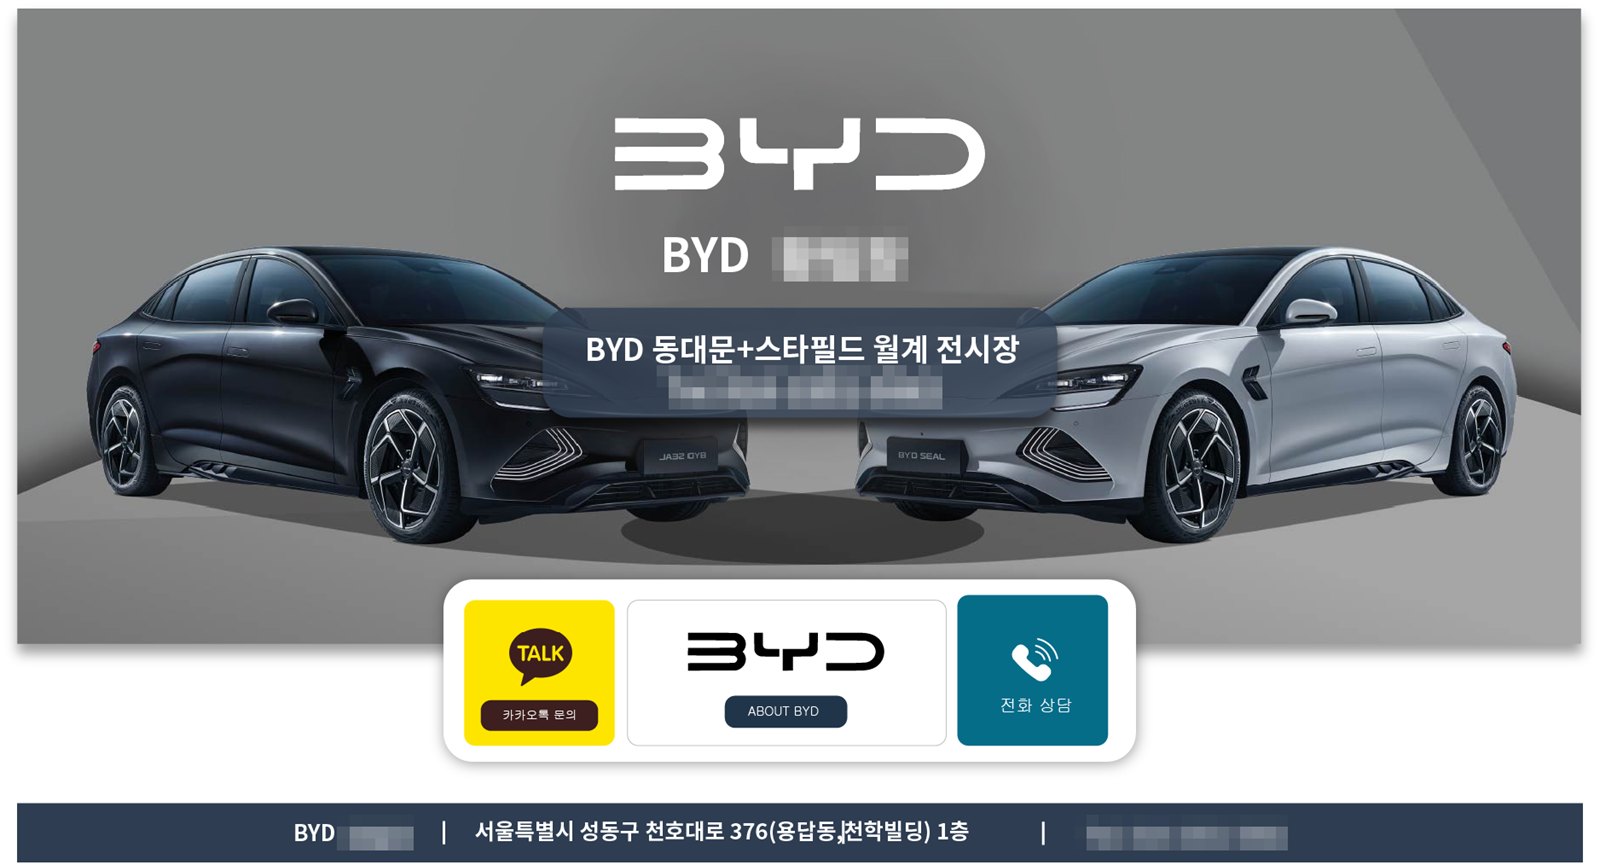 BYD
BYD
BYD 동대문+스타필드 월계 전시장
BYD SEAL
BYD SEAL
TALK
카카오톡 문의
BYD
ABOUT BYD
전화 상담
BYD | 서울특별시 성동구 천호대로 376(용답동,천학빌딩) 1층 |